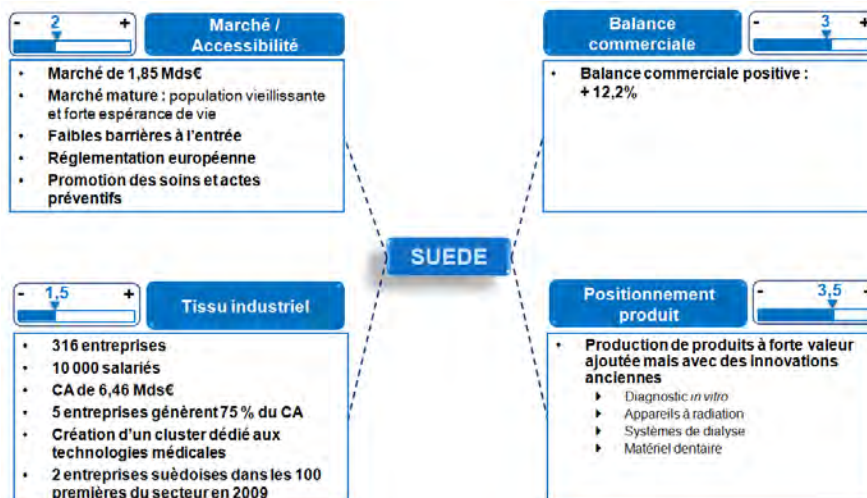 - 2 +
Marché /
Accessibilité
• Marché de 1,85 Mds€
• Marché mature : population vieillissante
et forte espérance de vie
• Faibles barrières à l'entrée
• Réglementation européenne
• Promotion des soins et actes
préventifs
Balance
commerciale
- 3 +
• Balance commerciale positive :
+ 12,2%
SUEDE
- 1,5 +
Tissu industriel
• 316 entreprises
• 10 000 salariés
• CA de 6,46 Mds€
• 5 entreprises génèrent 75 % du CA
• Création d'un cluster dédié aux
technologies médicales
• 2 entreprises suèdoises dans les 100
premières du secteur en 2009
Positionnement
produit
- 3,5 +
• Production de produits à forte valeur
ajoutée mais avec des innovations
anciennes
Diagnostic in vitro
Appareils à radiation
Systèmes de dialyse
Matériel dentaire